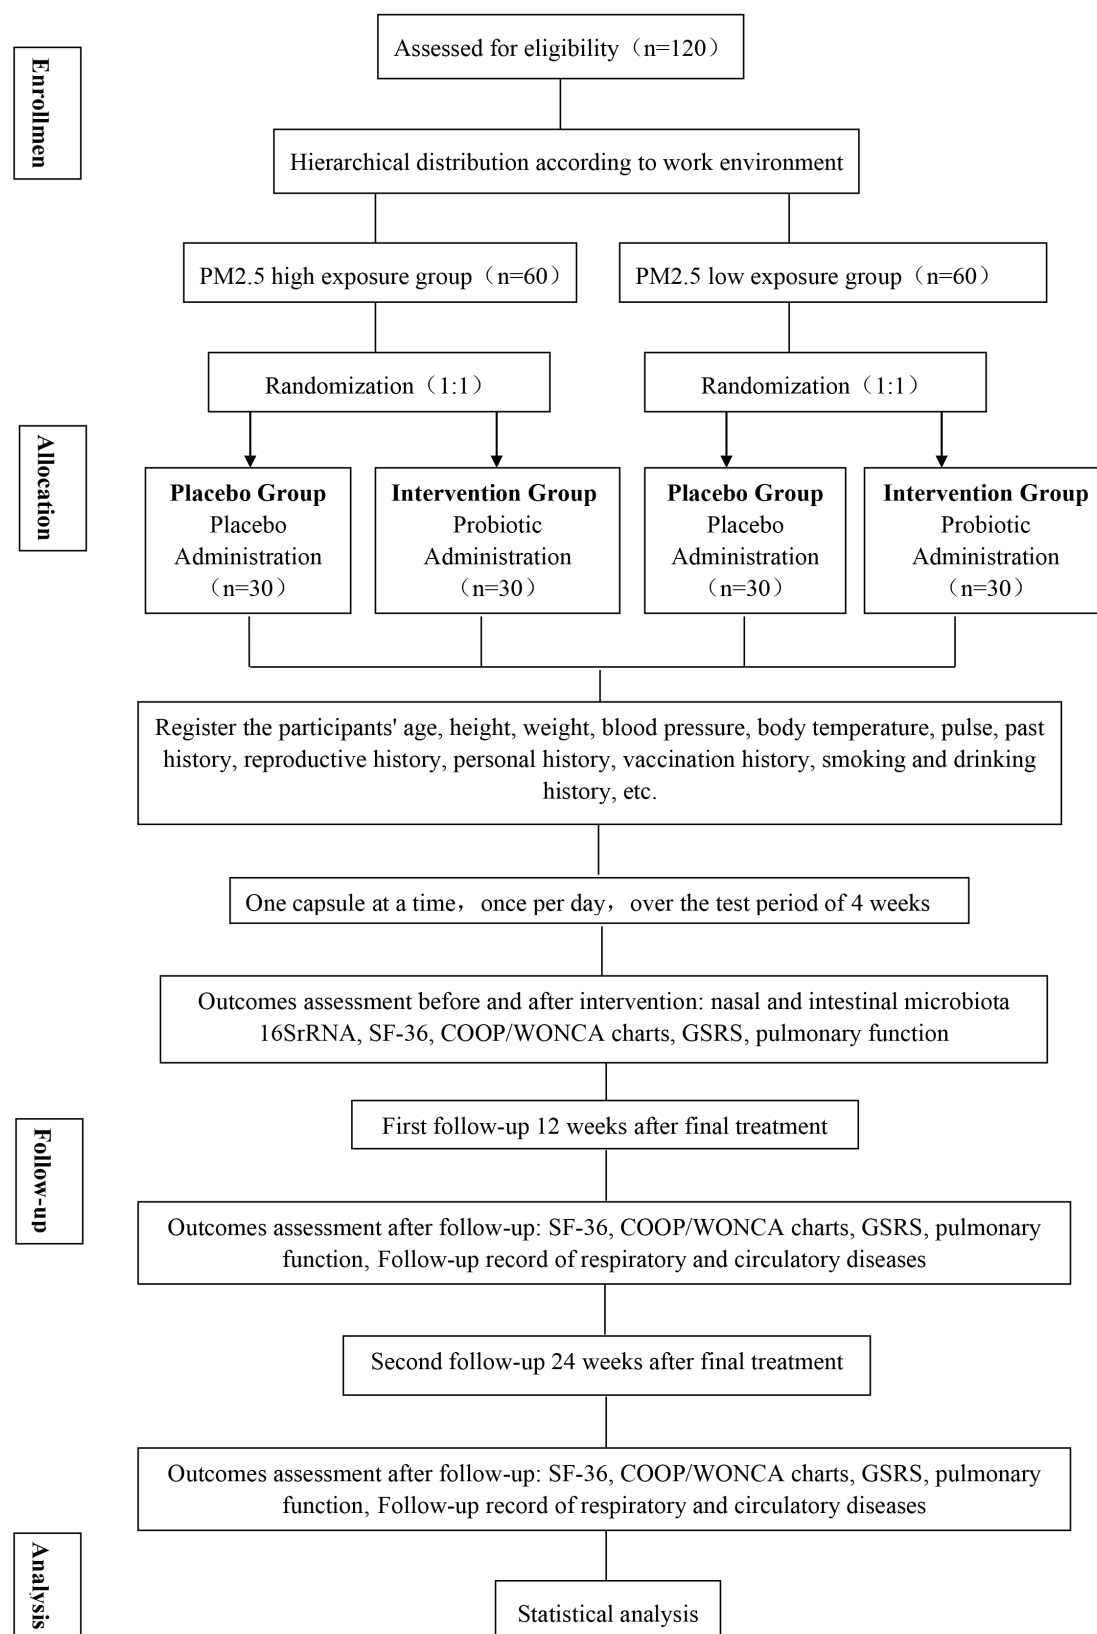 Enrollmen
Assessed for eligibility（n=120）
Hierarchical distribution according to work environment
PM2.5 high exposure group（n=60）
PM2.5 low exposure group（n=60）
Randomization（1:1）
Randomization（1:1）
Allocation
Placebo Group
Placebo
Administration
（n=30）
Intervention Group
Probiotic
Administration
（n=30）
Placebo Group
Placebo
Administration
（n=30）
Intervention Group
Probiotic
Administration
（n=30）
Register the participants' age, height, weight, blood pressure, body temperature, pulse, past
history, reproductive history, personal history, vaccination history, smoking and drinking
history, etc.
One capsule at a time，once per day，over the test period of 4 weeks
Outcomes assessment before and after intervention: nasal and intestinal microbiota
16SrRNA, SF-36, COOP/WONCA charts, GSRS, pulmonary function
Follow-up
First follow-up 12 weeks after final treatment
Outcomes assessment after follow-up: SF-36, COOP/WONCA charts, GSRS, pulmonary
function, Follow-up record of respiratory and circulatory diseases
Second follow-up 24 weeks after final treatment
Outcomes assessment after follow-up: SF-36, COOP/WONCA charts, GSRS, pulmonary
function, Follow-up record of respiratory and circulatory diseases
Analysis
Statistical analysis